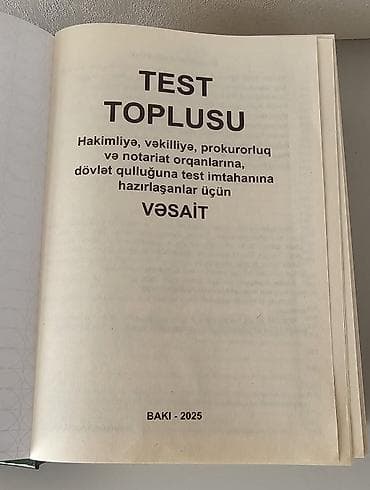 TEST
TOPLUSU
Hakimliyə, vəkilliyə, prokurorluq
və notariat orqanlarına,
dövlət qulluğuna test imtahanına
hazırlaşanlar üçün
VƏSAİT
BAKI - 2025